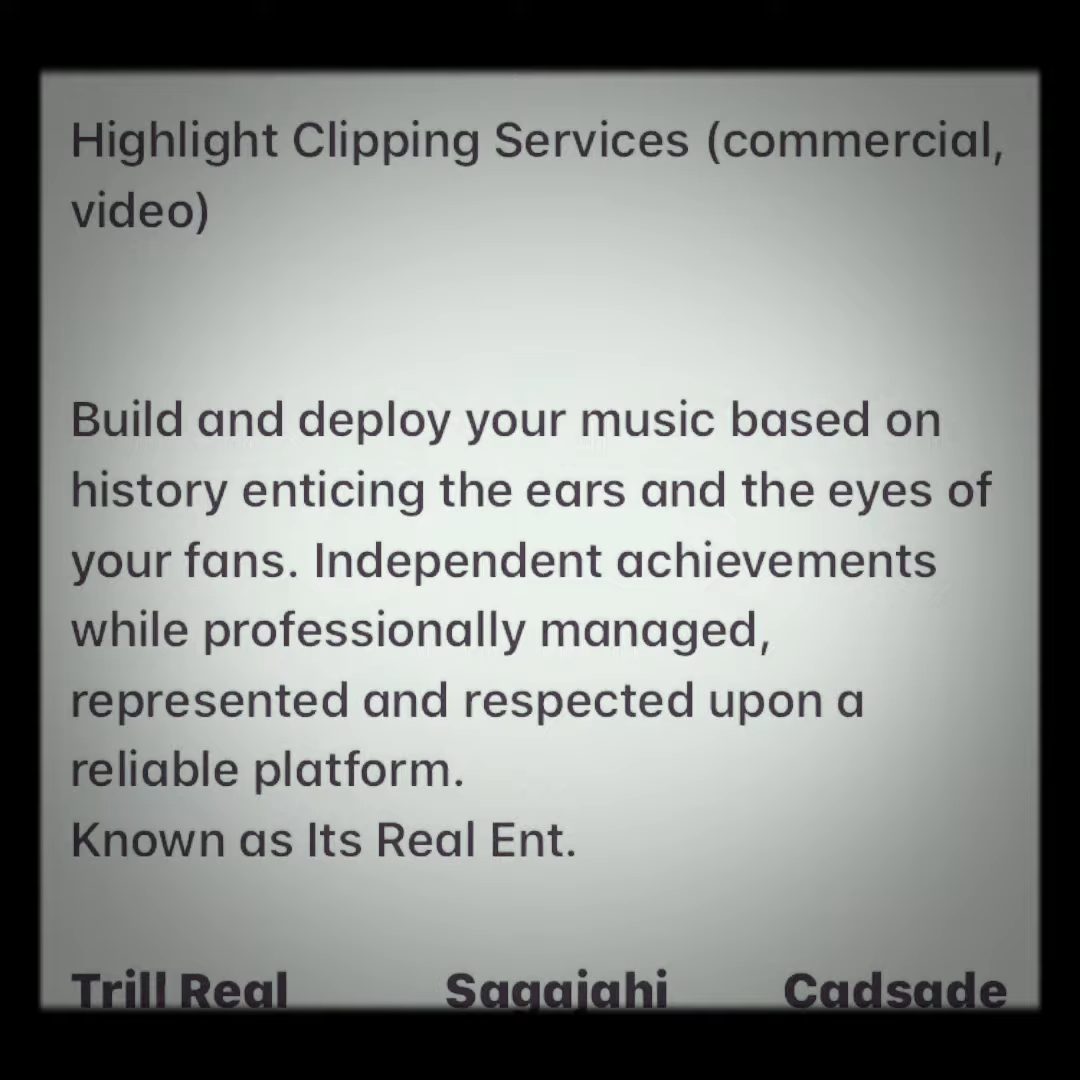 Highlight Clipping Services (commercial,
video)
Build and deploy your music based on
history enticing the ears and the eyes of
your fans. Independent achievements
while professionally managed,
represented and respected upon a
reliable platform.
Known as Its Real Ent.
Trill Real Sagajahi Cadsade